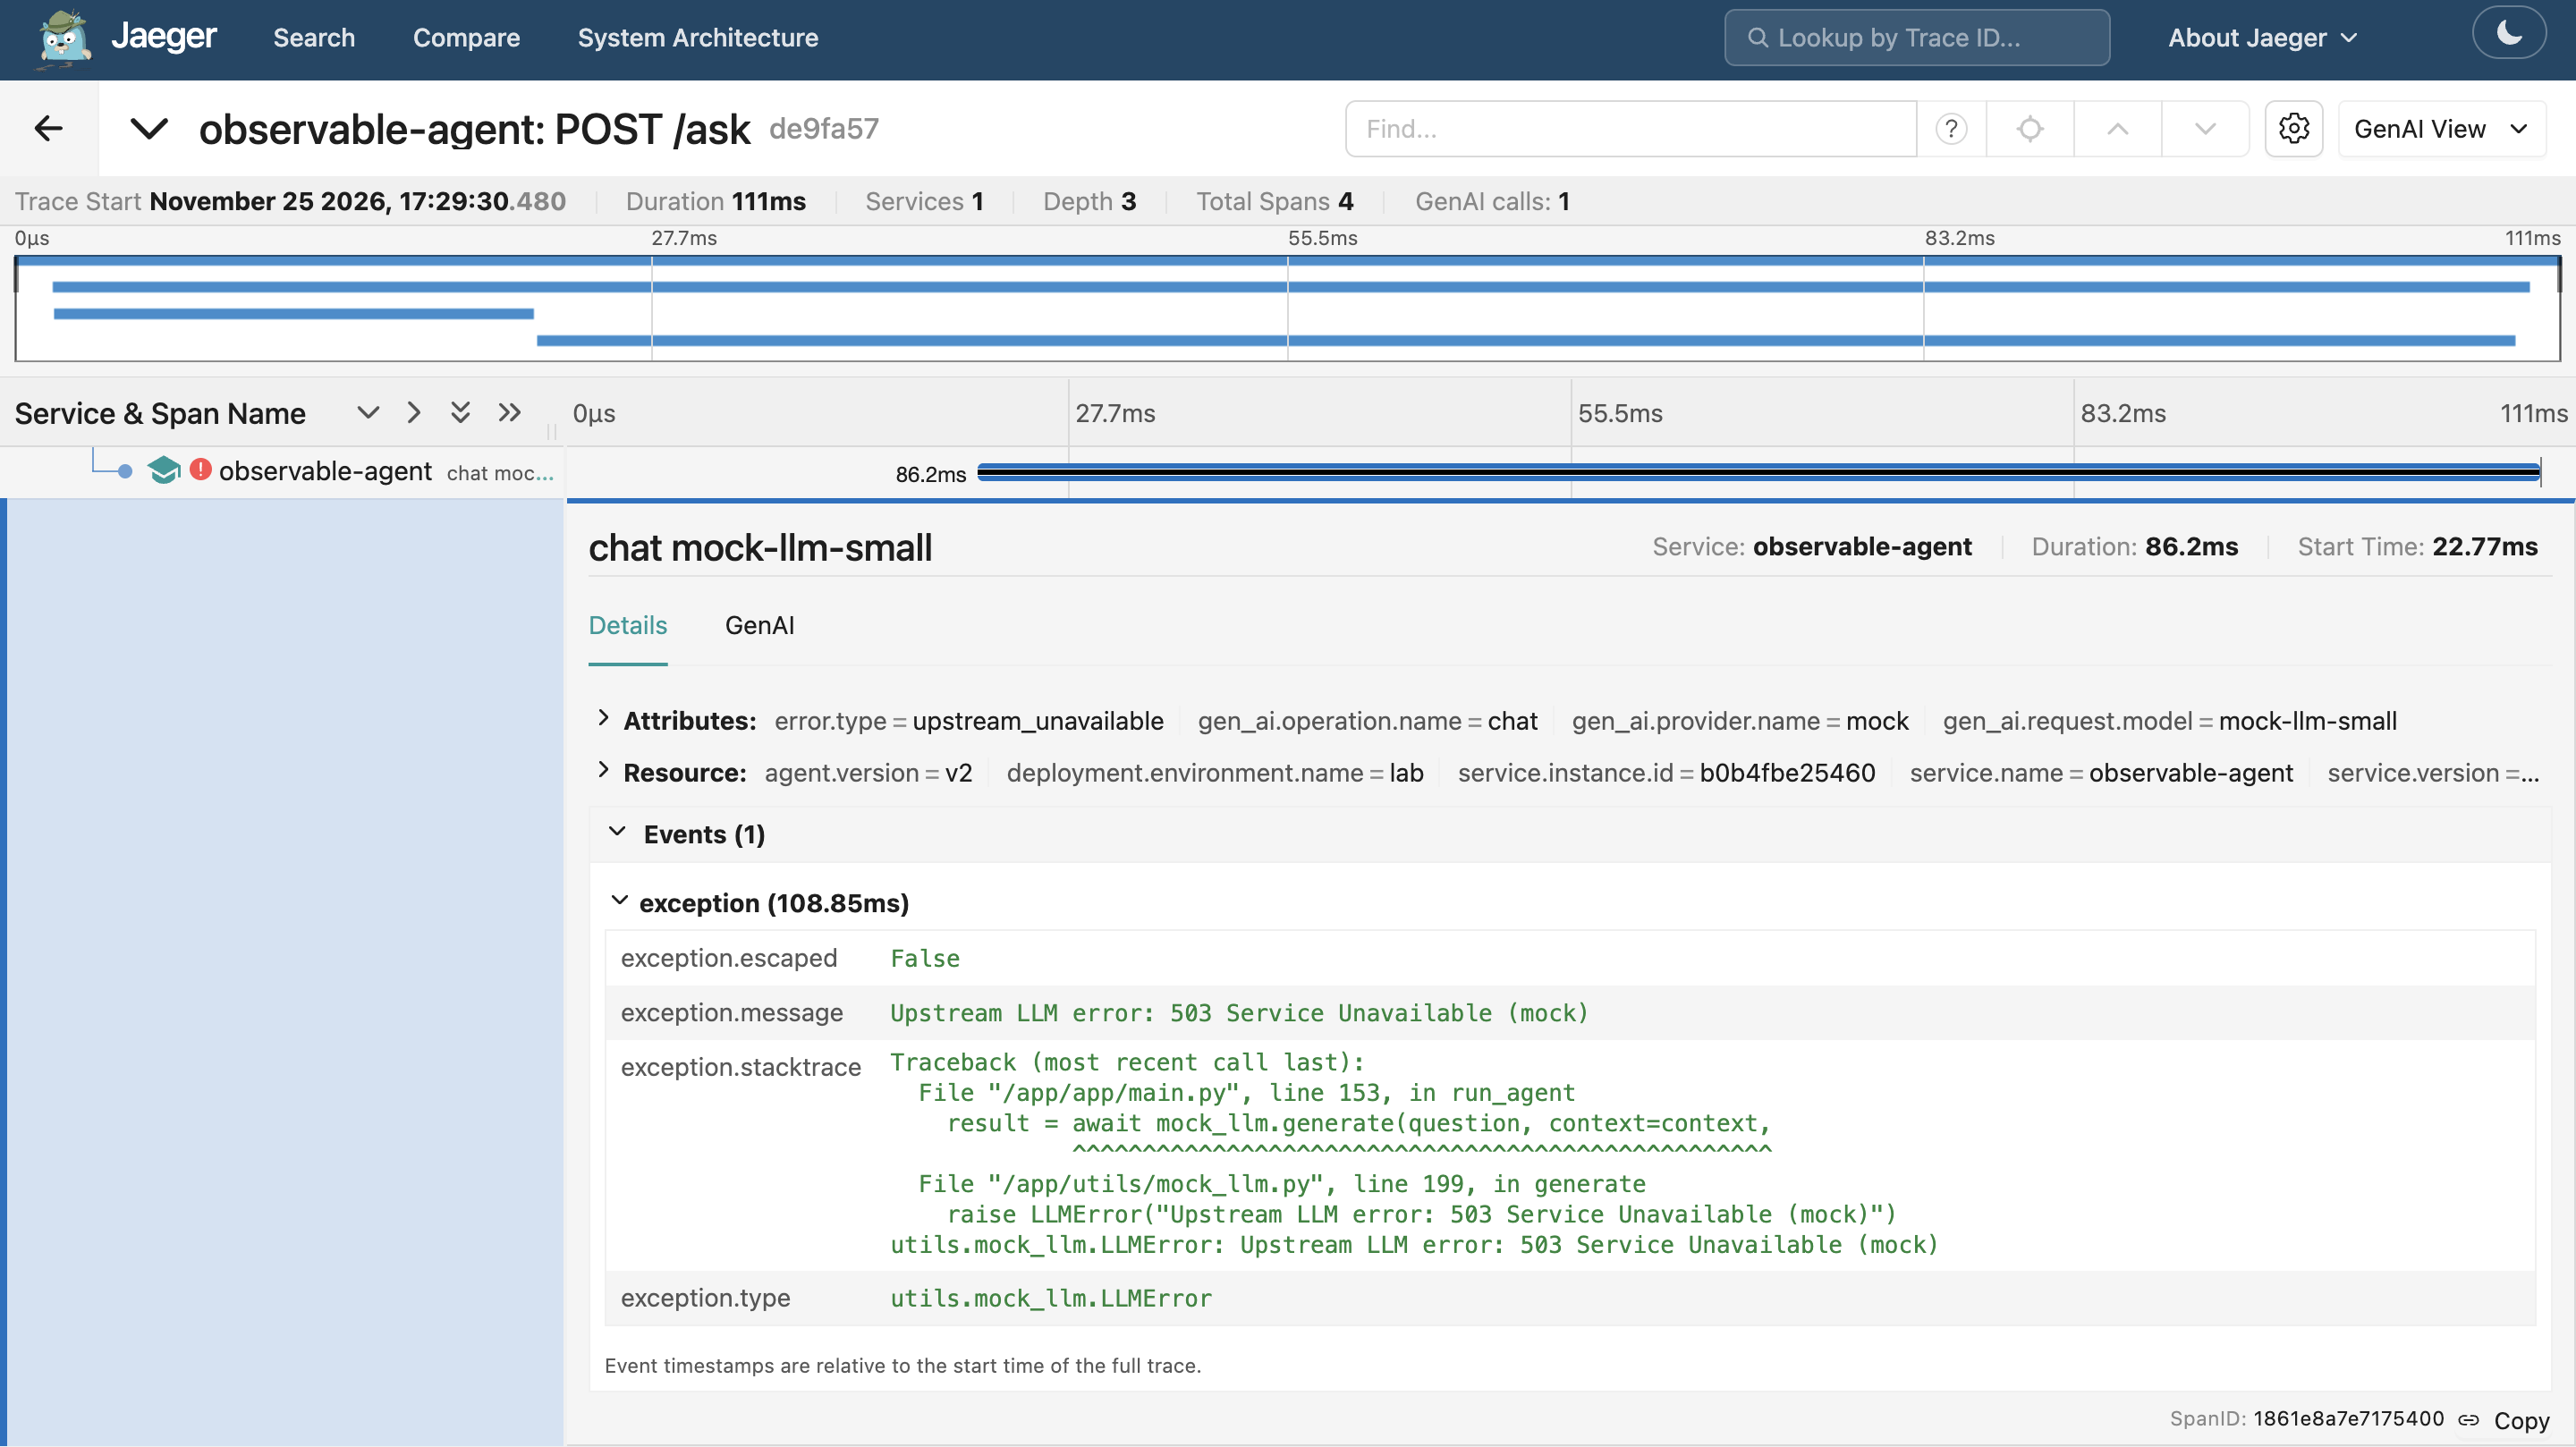 Jaeger Search Compare System Architecture Lookup by Trace ID... About Jaeger
observable-agent: POST /ask de9fa57 Find... ? GenAI View
Trace Start November 25 2026, 17:29:30.480 Duration 111ms Services 1 Depth 3 Total Spans 4 GenAI calls: 1
0μs 27.7ms 55.5ms 83.2ms 111ms
Service & Span Name 0μs 27.7ms 55.5ms 83.2ms 111ms
! observable-agent chat moc... 86.2ms
chat mock-llm-small Service: observable-agent Duration: 86.2ms Start Time: 22.77ms
Details GenAI
Attributes: error.type = upstream_unavailable gen_ai.operation.name = chat gen_ai.provider.name = mock gen_ai.request.model = mock-llm-small
Resource: agent.version = v2 deployment.environment.name = lab service.instance.id = b0b4fbe25460 service.name = observable-agent service.version =...
Events (1)
exception (108.85ms)
exception.escaped False
exception.message Upstream LLM error: 503 Service Unavailable (mock)
exception.stacktrace Traceback (most recent call last):
File "/app/app/main.py", line 153, in run_agent
result = await mock_llm.generate(question, context=context,
^^^^^^^^^^^^^^^^^^^^^^^^^^^^^^^^^^^^^^^^^^^^^^^^^^
File "/app/utils/mock_llm.py", line 199, in generate
raise LLMError("Upstream LLM error: 503 Service Unavailable (mock)")
utils.mock_llm.LLMError: Upstream LLM error: 503 Service Unavailable (mock)
exception.type utils.mock_llm.LLMError
Event timestamps are relative to the start time of the full trace.
SpanID: 1861e8a7e7175400 Copy